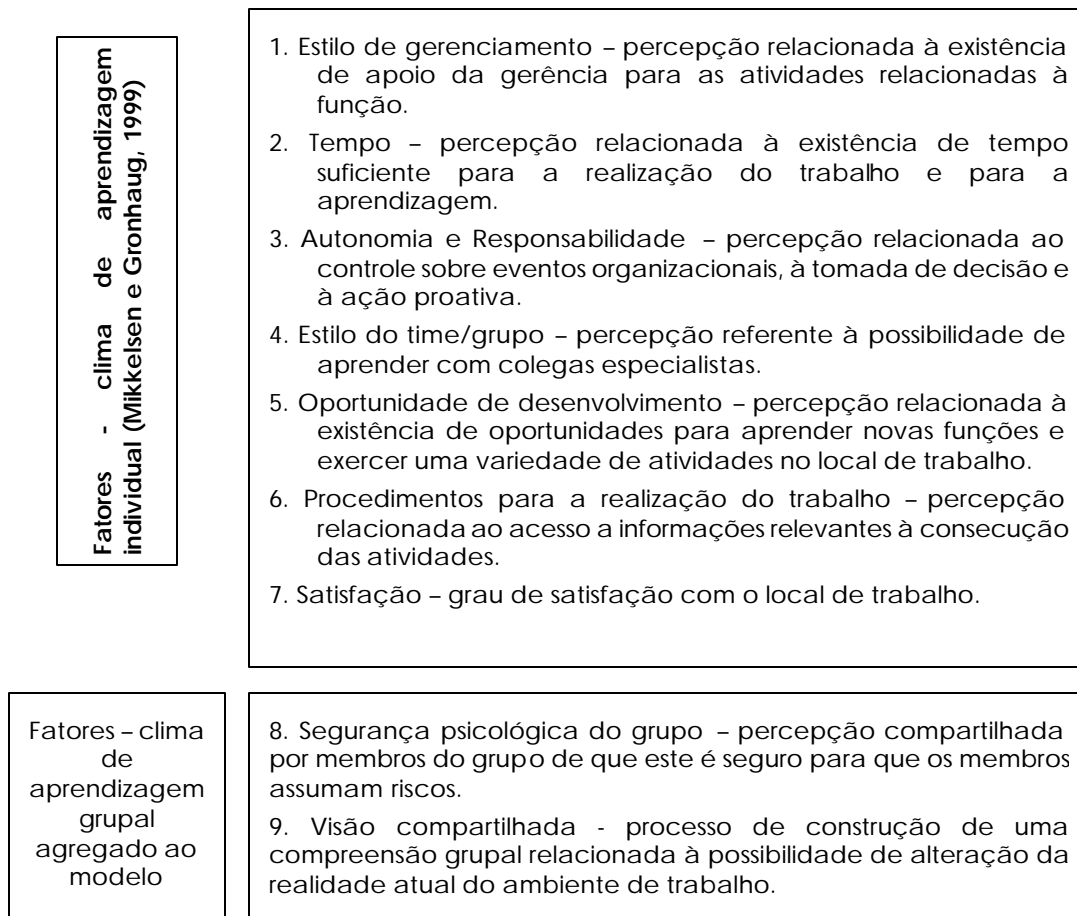 Fatores - clima de aprendizagem
individual (Mikkelsen e Gronhaug, 1999)
1. Estilo de gerenciamento – percepção relacionada à existência
de apoio da gerência para as atividades relacionadas à
função.
2. Tempo – percepção relacionada à existência de tempo
suficiente para a realização do trabalho e para a
aprendizagem.
3. Autonomia e Responsabilidade – percepção relacionada ao
controle sobre eventos organizacionais, à tomada de decisão e
à ação proativa.
4. Estilo do time/grupo – percepção referente à possibilidade de
aprender com colegas especialistas.
5. Oportunidade de desenvolvimento – percepção relacionada à
existência de oportunidades para aprender novas funções e
exercer uma variedade de atividades no local de trabalho.
6. Procedimentos para a realização do trabalho – percepção
relacionada ao acesso a informações relevantes à consecução
das atividades.
7. Satisfação – grau de satisfação com o local de trabalho.
Fatores – clima
de
aprendizagem
grupal
agregado ao
modelo
8. Segurança psicológica do grupo – percepção compartilhada
por membros do grupo de que este é seguro para que os membros
assumam riscos.
9. Visão compartilhada - processo de construção de uma
compreensão grupal relacionada à possibilidade de alteração da
realidade atual do ambiente de trabalho.